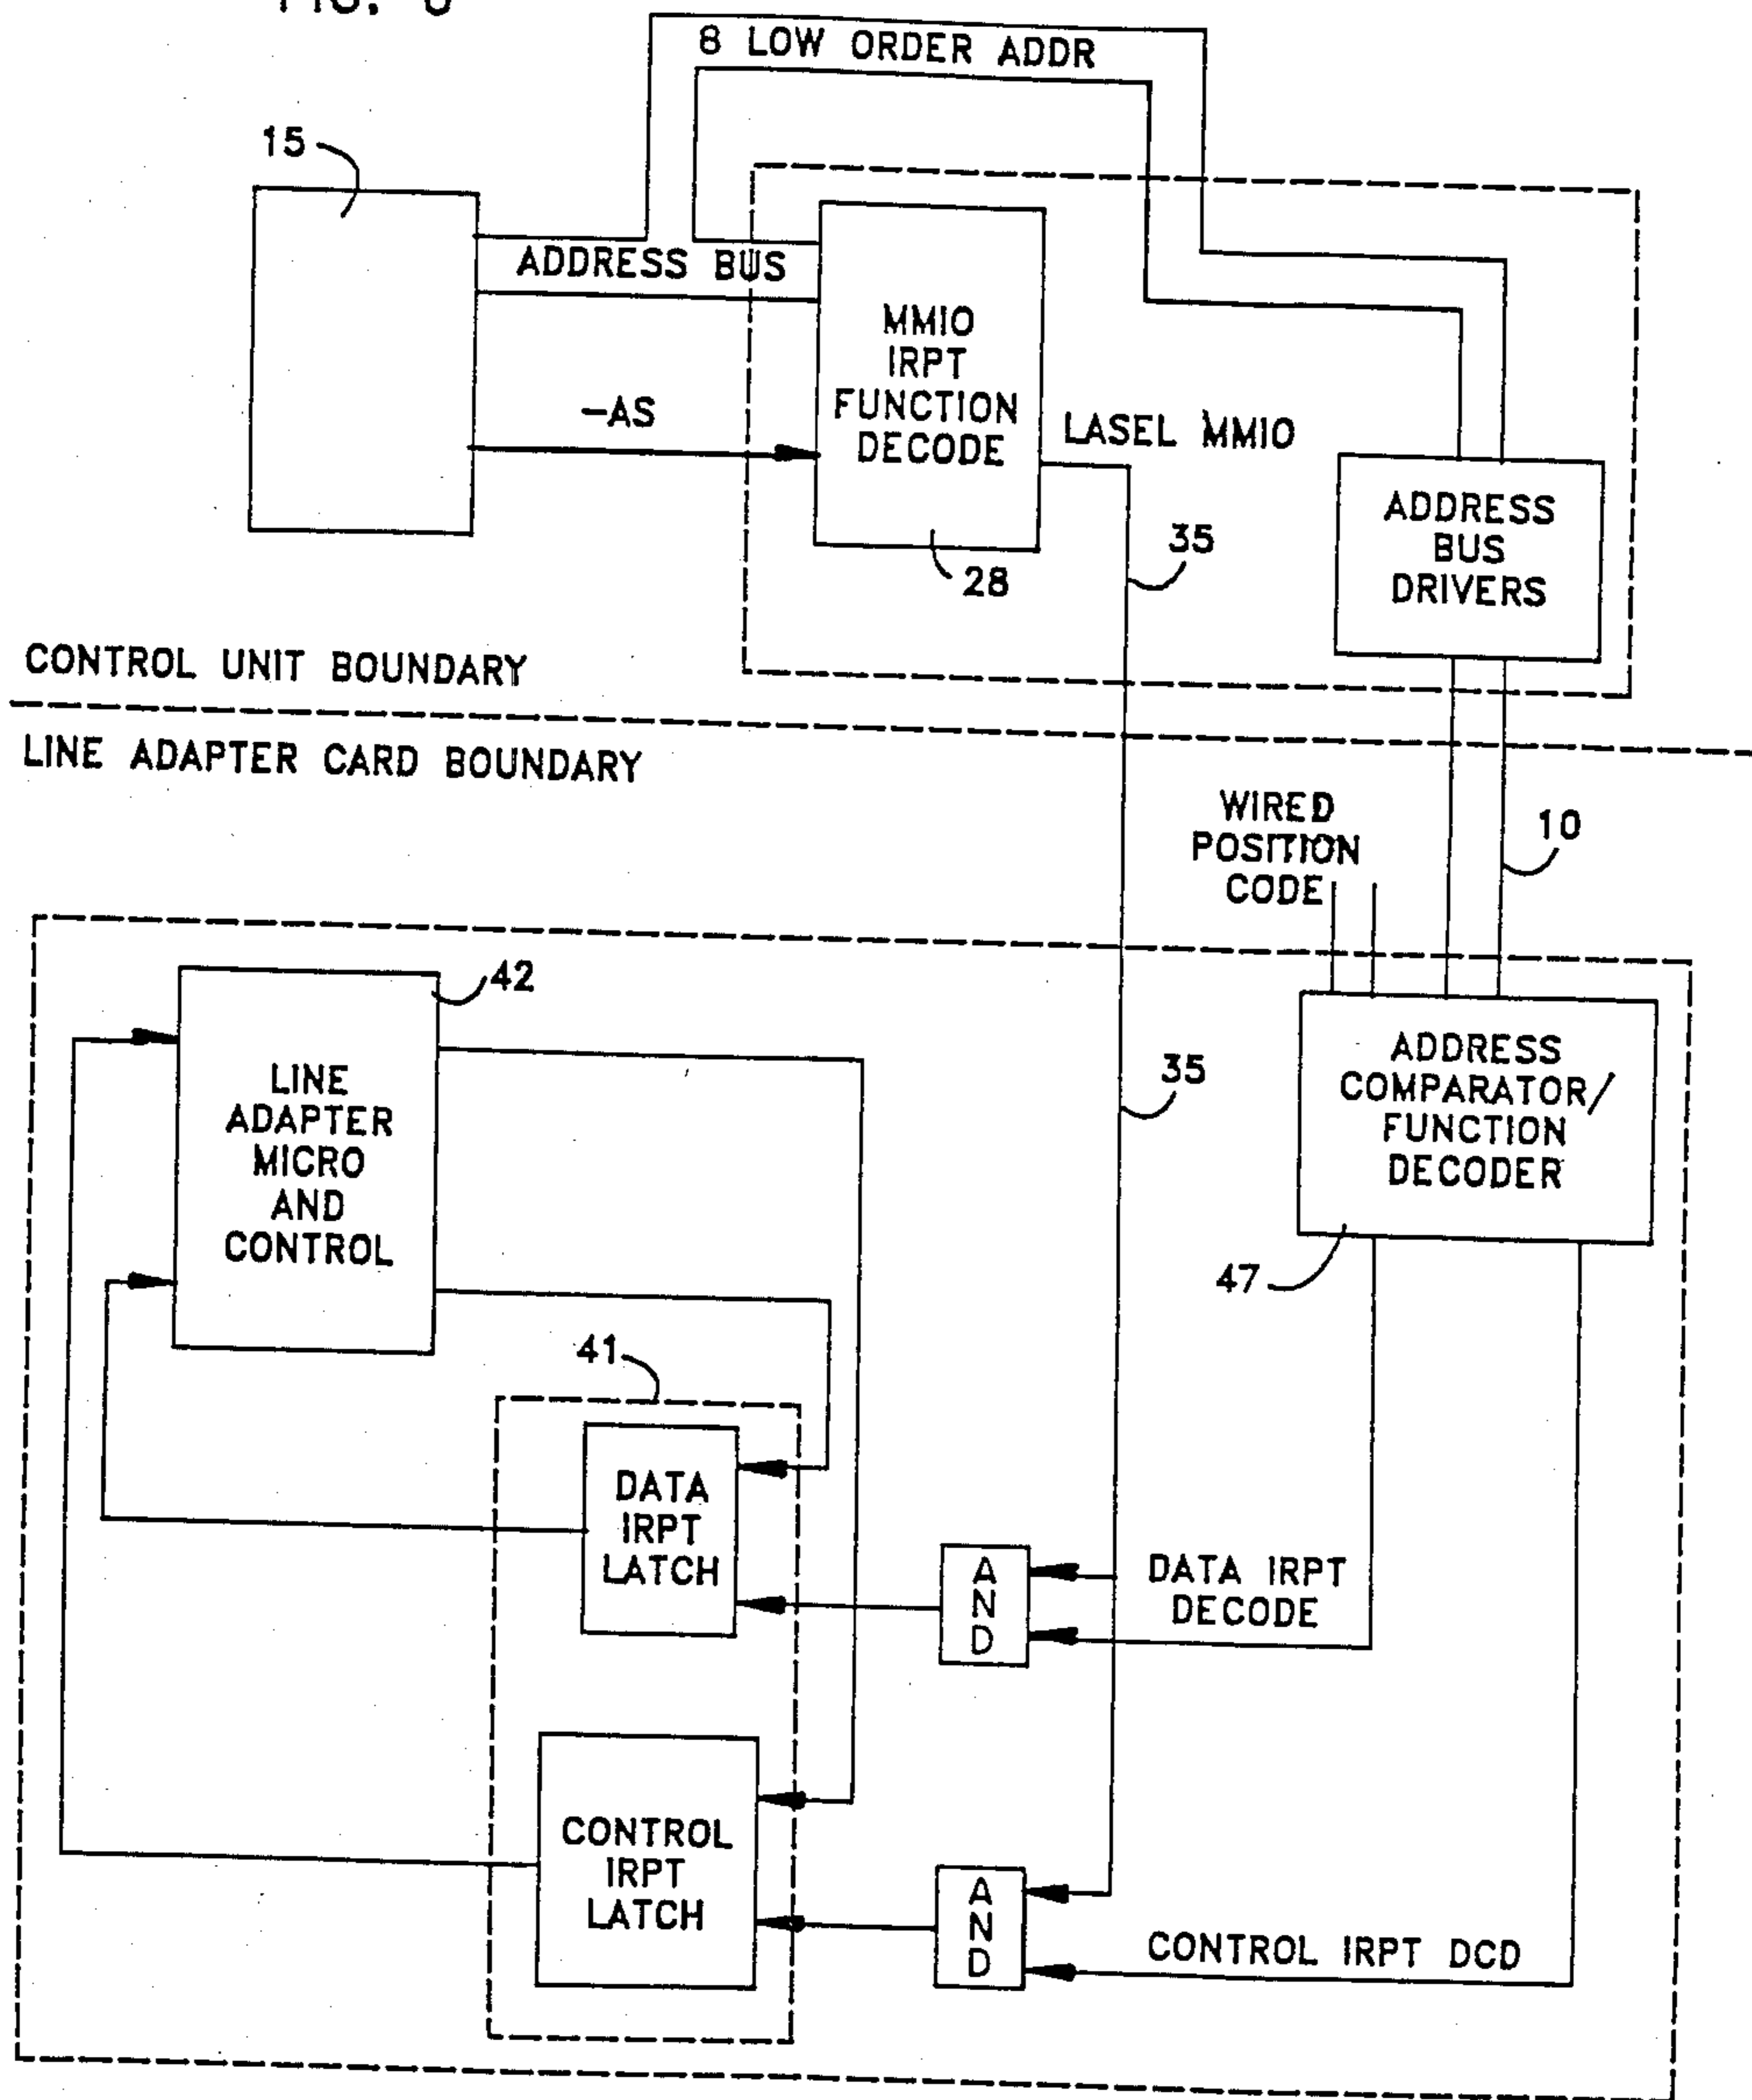 8 LOW ORDER ADDR
15
ADDRESS BUS
MMIO
IRPT
FUNCTION
DECODE
-AS
LASEL MMIO
28
35
ADDRESS
BUS
DRIVERS
CONTROL UNIT BOUNDARY
LINE ADAPTER CARD BOUNDARY
WIRED
POSITION
CODE
10
42
LINE
ADAPTER
MICRO
AND
CONTROL
35
ADDRESS
COMPARATOR/
FUNCTION
DECODER
47
41
DATA
IRPT
LATCH
AND
DATA IRPT
DECODE
CONTROL
IRPT
LATCH
AND
CONTROL IRPT DCD